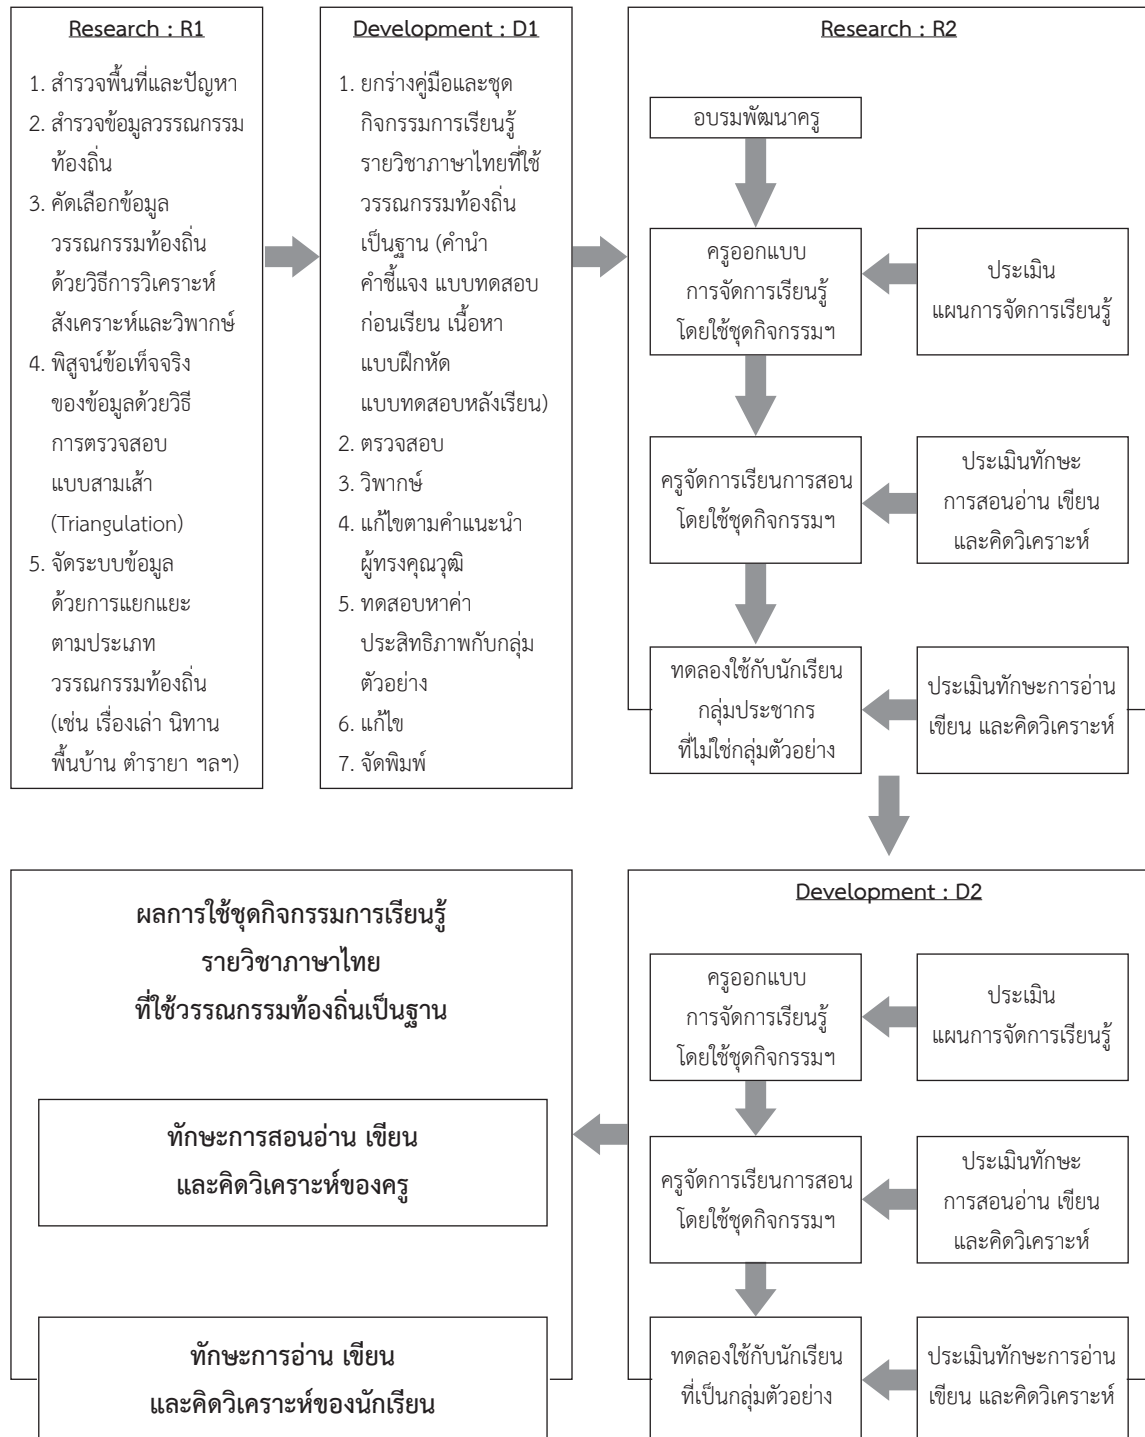 Research : R1
1. สำรวจพื้นที่และปัญหา
2. สำรวจข้อมูลวรรณกรรม
ท้องถิ่น
3. คัดเลือกข้อมูล
วรรณกรรมท้องถิ่น
ด้วยวิธีการวิเคราะห์
สังเคราะห์และวิพากษ์
4. พิสูจน์ข้อเท็จจริง
ของข้อมูลด้วยวิธี
การตรวจสอบ
แบบสามเส้า
(Triangulation)
5. จัดระบบข้อมูล
ด้วยการแยกแยะ
ตามประเภท
วรรณกรรมท้องถิ่น
(เช่น เรื่องเล่า นิทาน
พื้นบ้าน ตำรายา ฯลฯ)
Development : D1
1. ยกร่างคู่มือและชุด
กิจกรรมการเรียนรู้
รายวิชาภาษาไทยที่ใช้
วรรณกรรมท้องถิ่น
เป็นฐาน (คำนำ
คำชี้แจง แบบทดสอบ
ก่อนเรียน เนื้อหา
แบบฝึกหัด
แบบทดสอบหลังเรียน)
2. ตรวจสอบ
3. วิพากษ์
4. แก้ไขตามคำแนะนำ
ผู้ทรงคุณวุฒิ
5. ทดสอบหาค่า
ประสิทธิภาพกับกลุ่ม
ตัวอย่าง
6. แก้ไข
7. จัดพิมพ์
Research : R2
อบรมพัฒนาครู
ครูออกแบบ
การจัดการเรียนรู้
โดยใช้ชุดกิจกรรมฯ
ประเมิน
แผนการจัดการเรียนรู้
ครูจัดการเรียนการสอน
โดยใช้ชุดกิจกรรมฯ
ประเมินทักษะ
การสอนอ่าน เขียน
และคิดวิเคราะห์
ทดลองใช้กับนักเรียน
กลุ่มประชากร
ที่ไม่ใช่กลุ่มตัวอย่าง
ประเมินทักษะการอ่าน
เขียน และคิดวิเคราะห์
Development : D2
ครูออกแบบ
การจัดการเรียนรู้
โดยใช้ชุดกิจกรรมฯ
ประเมิน
แผนการจัดการเรียนรู้
ครูจัดการเรียนการสอน
โดยใช้ชุดกิจกรรมฯ
ประเมินทักษะ
การสอนอ่าน เขียน
และคิดวิเคราะห์
ทดลองใช้กับนักเรียน
ที่เป็นกลุ่มตัวอย่าง
ประเมินทักษะการอ่าน
เขียน และคิดวิเคราะห์
ผลการใช้ชุดกิจกรรมการเรียนรู้
รายวิชาภาษาไทย
ที่ใช้วรรณกรรมท้องถิ่นเป็นฐาน
ทักษะการสอนอ่าน เขียน
และคิดวิเคราะห์ของครู
ทักษะการอ่าน เขียน
และคิดวิเคราะห์ของนักเรียน